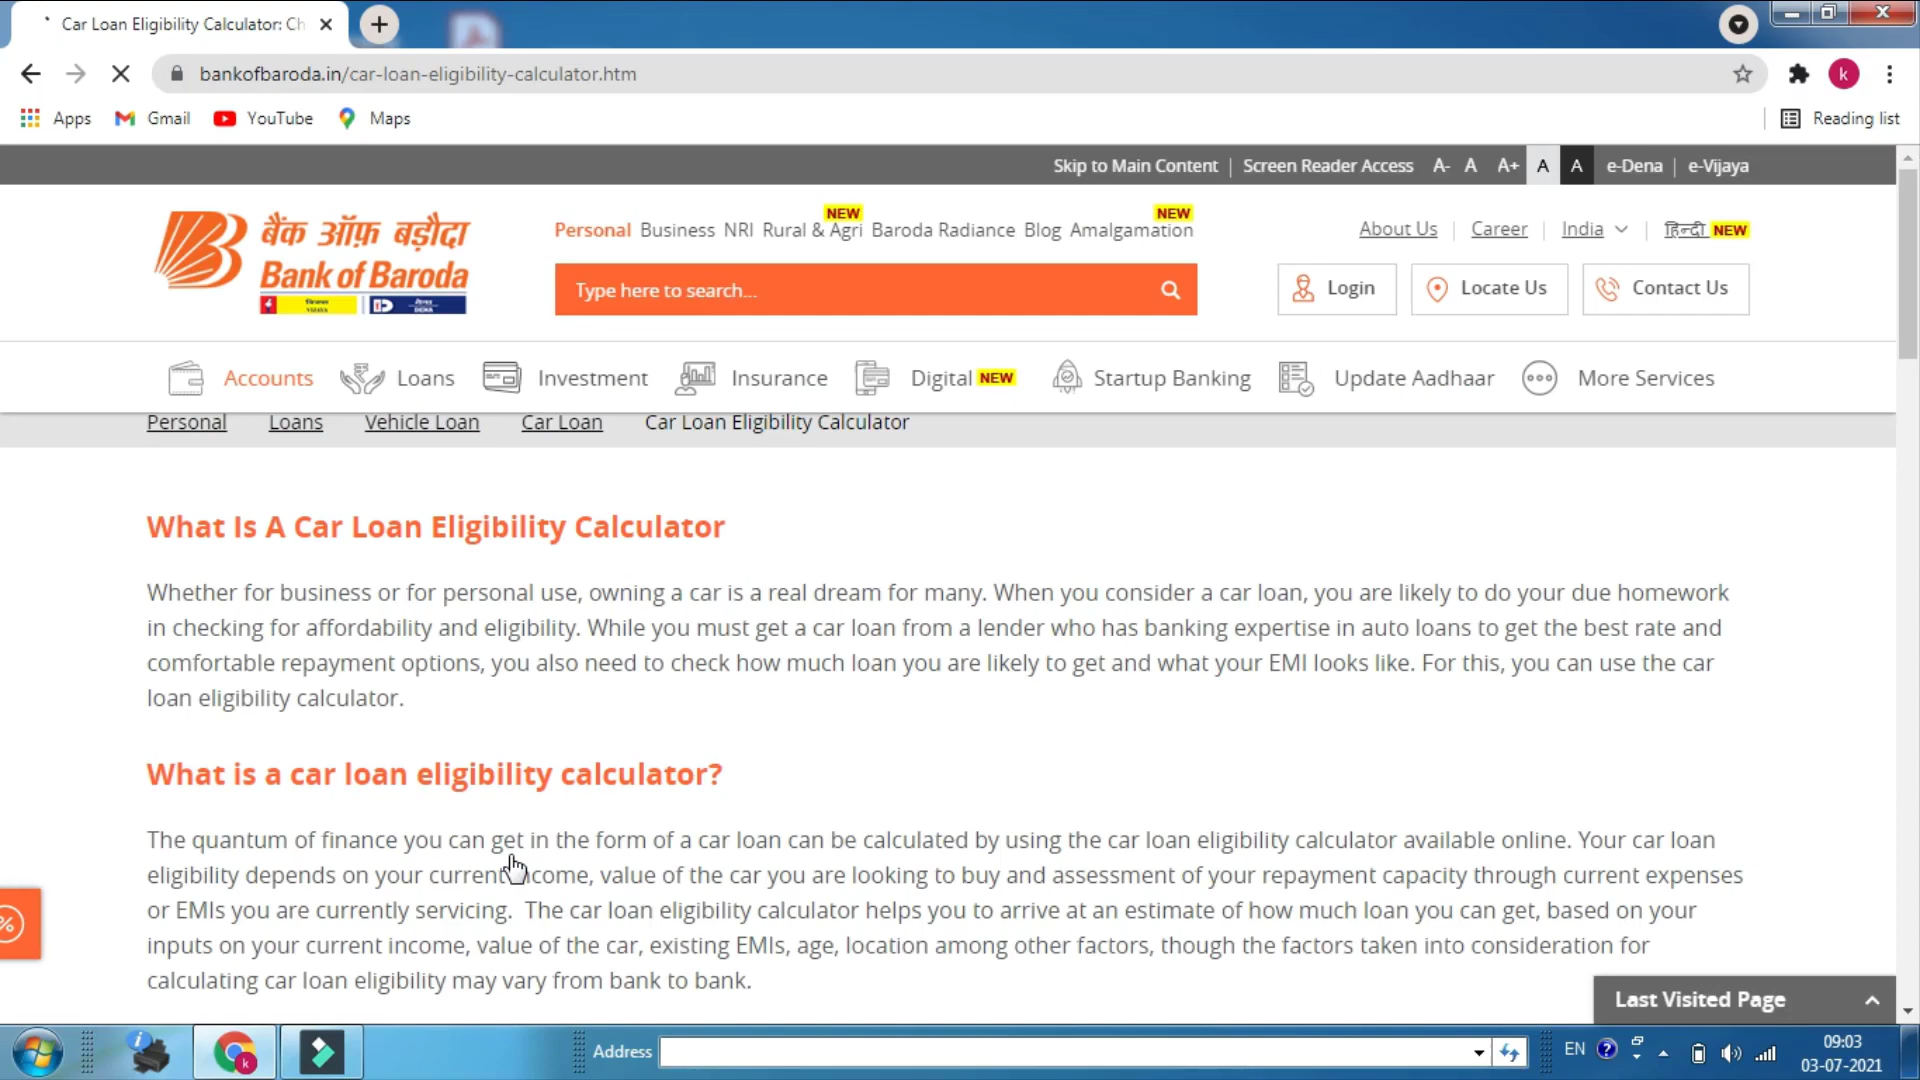 Car Loan Eligibility Calculator: Ch
bankofbaroda.in/car-loan-eligibility-calculator.htm
k
Apps Gmail YouTube Maps Reading list
Skip to Main Content | Screen Reader Access A- A A+ A A e-Dena | e-Vijaya
बैंक ऑफ़ बड़ौदा
Bank of Baroda
NEW NEW
Personal Business NRI Rural & Agri Baroda Radiance Blog Amalgamation
About Us | Career | India | हिन्दी NEW
Type here to search...
Login Locate Us Contact Us
Accounts Loans Investment Insurance Digital NEW Startup Banking Update Aadhaar More Services
Personal Loans Vehicle Loan Car Loan Car Loan Eligibility Calculator
What Is A Car Loan Eligibility Calculator
Whether for business or for personal use, owning a car is a real dream for many. When you consider a car loan, you are likely to do your due homework
in checking for affordability and eligibility. While you must get a car loan from a lender who has banking expertise in auto loans to get the best rate and
comfortable repayment options, you also need to check how much loan you are likely to get and what your EMI looks like. For this, you can use the car
loan eligibility calculator.
What is a car loan eligibility calculator?
The quantum of finance you can get in the form of a car loan can be calculated by using the car loan eligibility calculator available online. Your car loan
eligibility depends on your current income, value of the car you are looking to buy and assessment of your repayment capacity through current expenses
or EMIs you are currently servicing. The car loan eligibility calculator helps you to arrive at an estimate of how much loan you can get, based on your
inputs on your current income, value of the car, existing EMIs, age, location among other factors, though the factors taken into consideration for
calculating car loan eligibility may vary from bank to bank.
%
Last Visited Page
Address
EN
09:03
03-07-2021